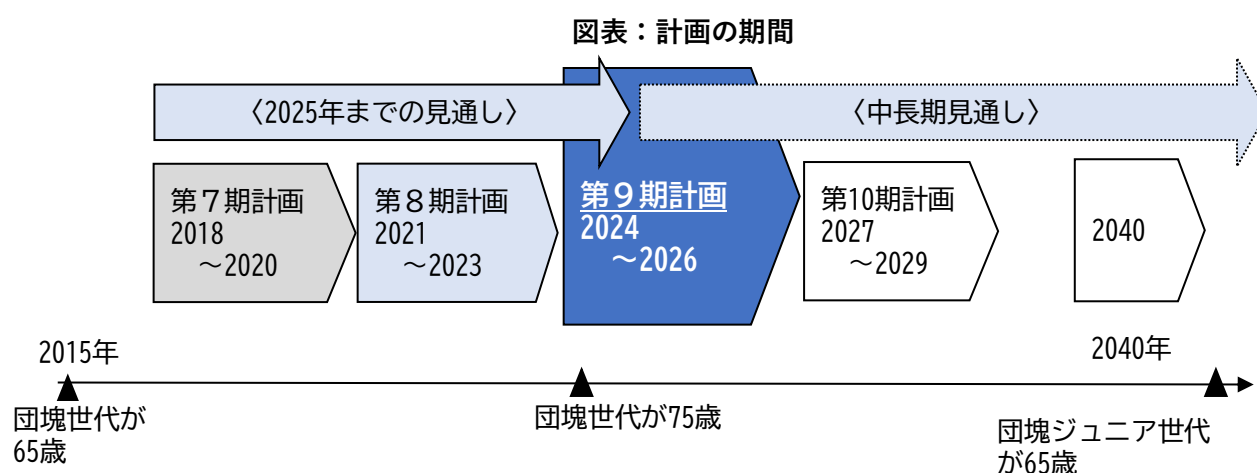 図表：計画の期間
〈2025年までの見通し〉
〈中長期見通し〉
第７期計画
2018
～2020
第８期計画
2021
～2023
第９期計画
2024
～2026
第10期計画
2027
～2029
2040
2015年
2040年
団塊世代が
65歳
団塊世代が75歳
団塊ジュニア世代
が65歳